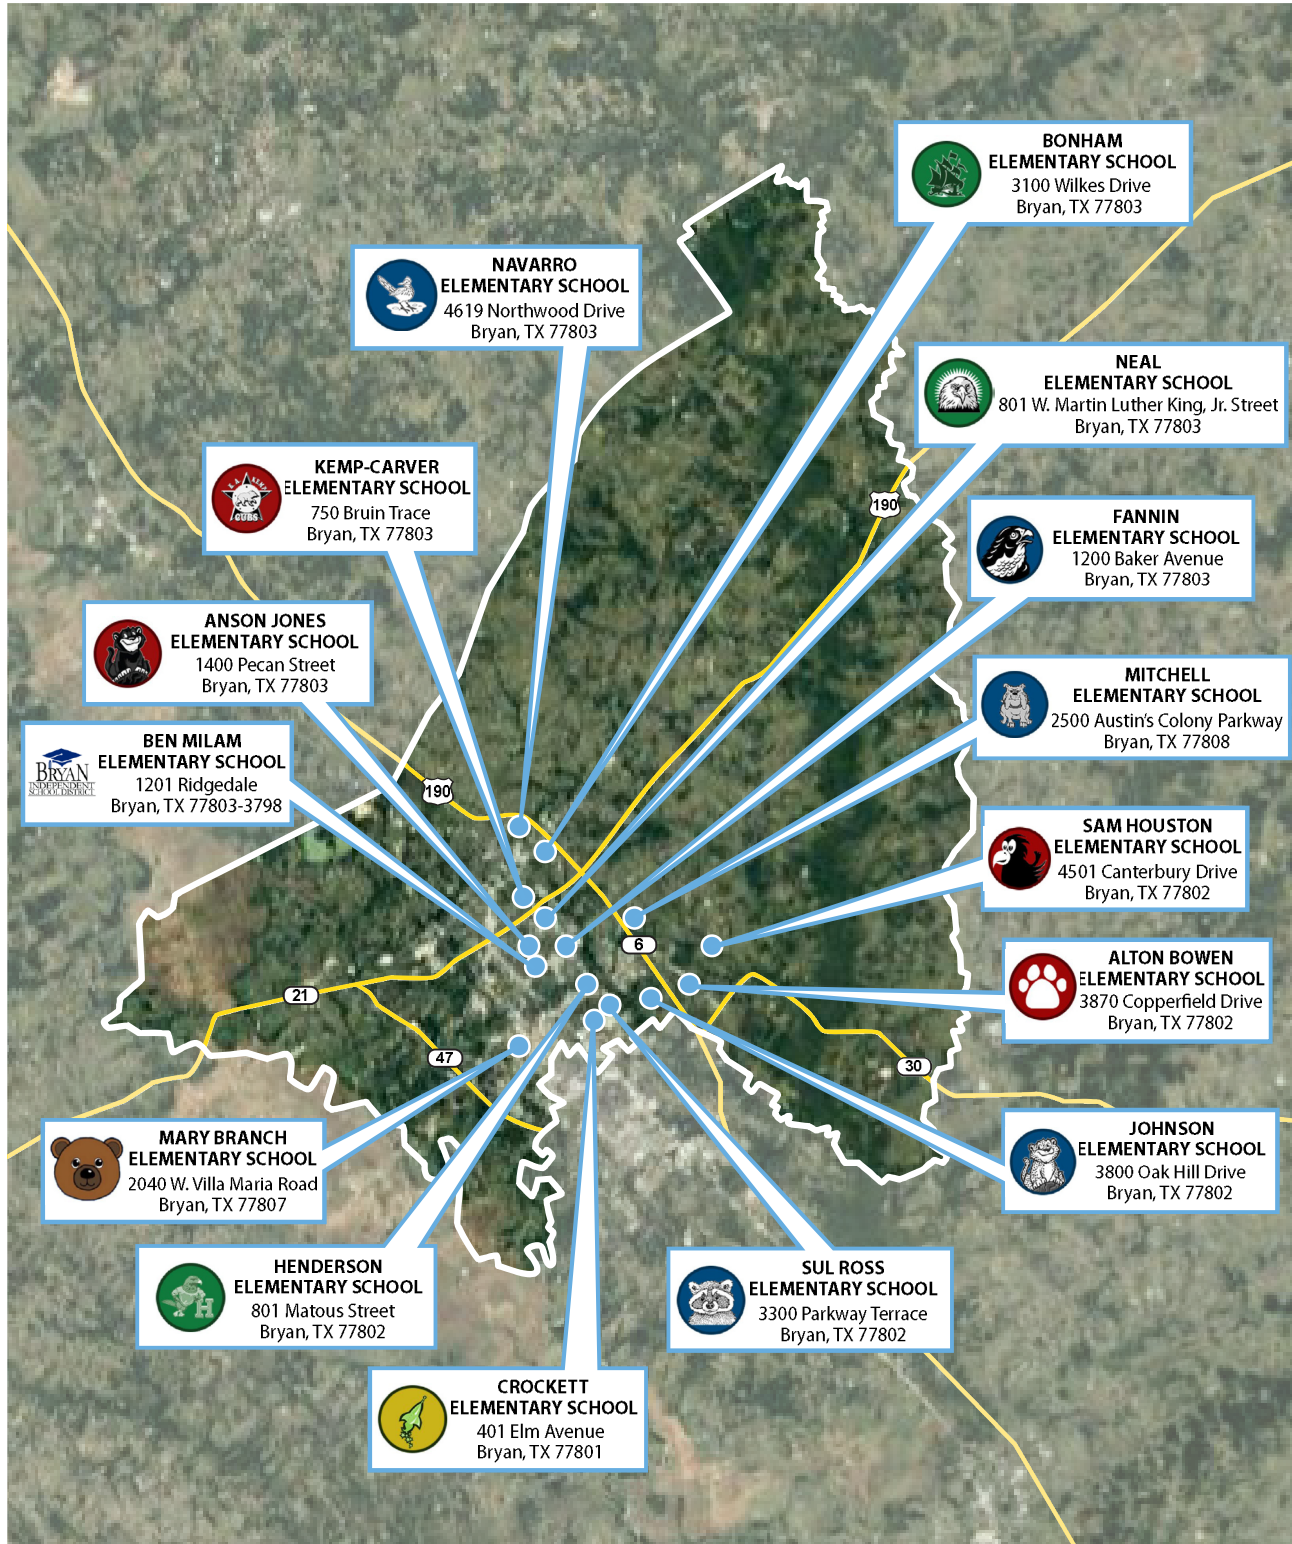 BONHAM
ELEMENTARY SCHOOL
3100 Wilkes Drive
Bryan, TX 77803
NAVARRO
ELEMENTARY SCHOOL
4619 Northwood Drive
Bryan, TX 77803
NEAL
ELEMENTARY SCHOOL
801 W. Martin Luther King, Jr. Street
Bryan, TX 77803
KEMP-CARVER
ELEMENTARY SCHOOL
750 Bruin Trace
Bryan, TX 77803
KEMP
CUBS
190
FANNIN
ELEMENTARY SCHOOL
1200 Baker Avenue
Bryan, TX 77803
ANSON JONES
ELEMENTARY SCHOOL
1400 Pecan Street
Bryan, TX 77803
MITCHELL
ELEMENTARY SCHOOL
2500 Austin's Colony Parkway
Bryan, TX 77808
BEN MILAM
ELEMENTARY SCHOOL
1201 Ridgedale
Bryan, TX 77803-3798
BRYAN
INDEPENDENT
SCHOOL DISTRICT
190
SAM HOUSTON
ELEMENTARY SCHOOL
4501 Canterbury Drive
Bryan, TX 77802
6
ALTON BOWEN
ELEMENTARY SCHOOL
3870 Copperfield Drive
Bryan, TX 77802
21
47
30
MARY BRANCH
ELEMENTARY SCHOOL
2040 W. Villa Maria Road
Bryan, TX 77807
JOHNSON
ELEMENTARY SCHOOL
3800 Oak Hill Drive
Bryan, TX 77802
HENDERSON
ELEMENTARY SCHOOL
801 Matous Street
Bryan, TX 77802
H
SUL ROSS
ELEMENTARY SCHOOL
3300 Parkway Terrace
Bryan, TX 77802
CROCKETT
ELEMENTARY SCHOOL
401 Elm Avenue
Bryan, TX 77801